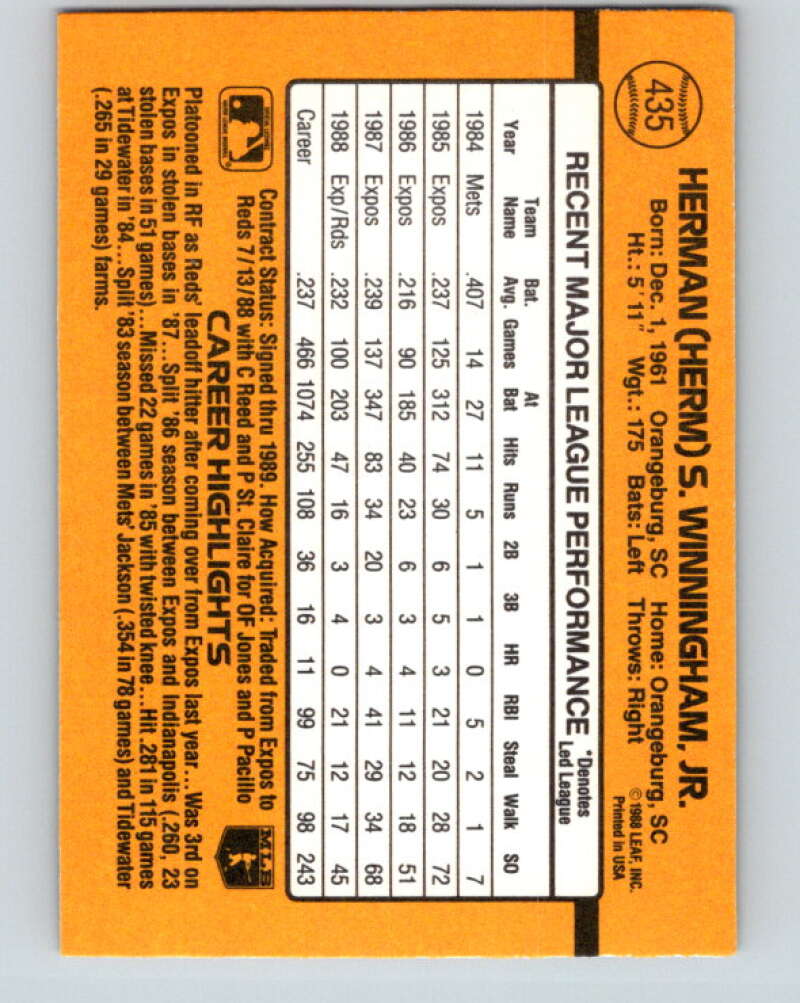 435
HERMAN (HERM) S. WINNINGHAM, JR.
Born: Dec. 1, 1961 Orangeburg, SC Home: Orangeburg, SC
Ht.: 5' 11" Wgt.: 175 Bats: Left Throws: Right
©1988 LEAF, INC.
Printed in USA
RECENT MAJOR LEAGUE PERFORMANCE
*Denotes
Led League
Year Team Name Bat. Avg. Games At Bat Hits Runs 2B 3B HR RBI Steal Walk SO
1984 Mets .407 14 27 11 5 1 1 0 5 2 1 7
1985 Expos .237 125 312 74 30 6 5 3 21 20 28 72
1986 Expos .216 90 185 40 23 6 3 4 11 12 18 51
1987 Expos .239 137 347 83 34 20 3 4 41 29 34 68
1988 Exp/Rds .232 100 203 47 16 3 4 0 21 12 17 45
Career .237 466 1074 255 108 36 16 11 99 75 98 243
Contract Status: Signed thru 1989. How Acquired: Traded from Expos to
Reds 7/13/88 with C Reed and P St. Claire for OF Jones and P Pacillo
MLB
CAREER HIGHLIGHTS
Platooned in RF as Reds' leadoff hitter after coming over from Expos last year...Was 3rd on
Expos in stolen bases in '87...Split '86 season between Expos and Indianapolis (.260, 23
stolen bases in 51 games)...Missed 22 games in '85 with twisted knee...Hit .281 in 115 games
at Tidewater in '84...Split '83 season between Mets' Jackson (.354 in 78 games) and Tidewater
(.265 in 29 games) farms.